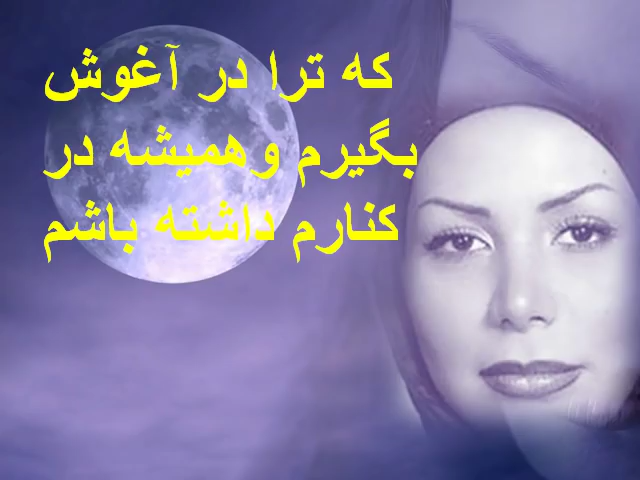 که ترا در آغوش
بگیرم وهمیشه در
کنارم داشته باشم